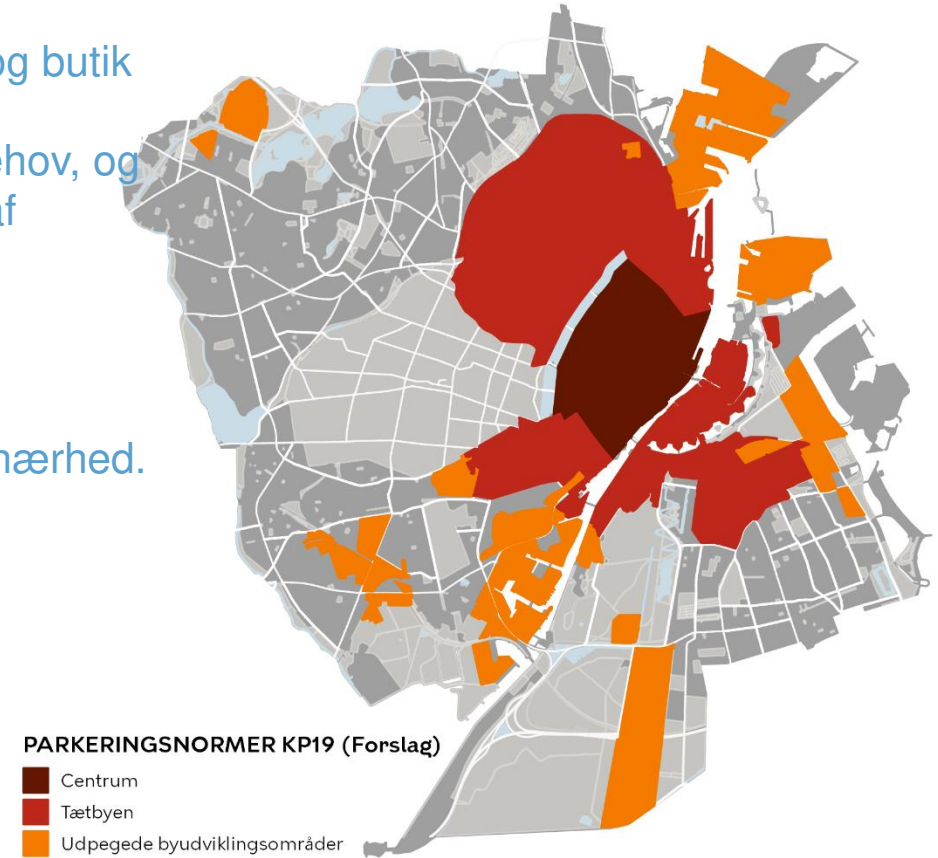 og butik
ehov, og
af
nærhed.
PARKERINGSNORMER KP19 (Forslag)
Centrum
Tætbyen
Udpegede byudviklingsområder